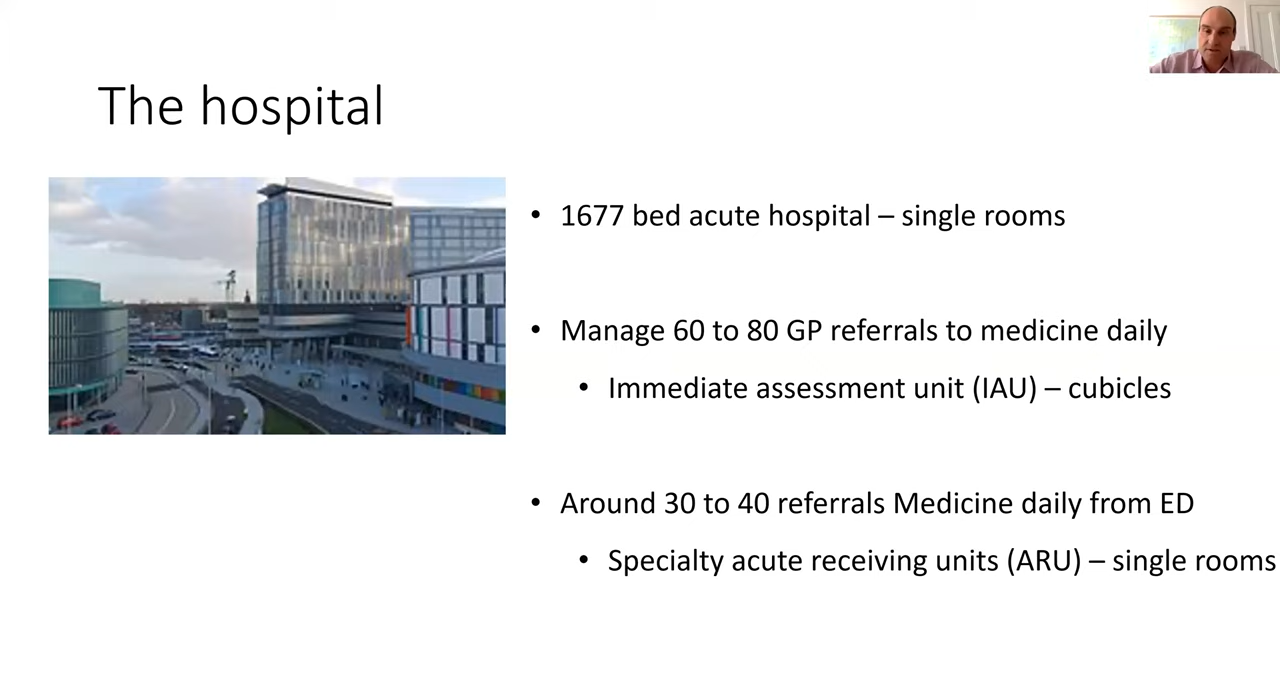 The hospital
• 1677 bed acute hospital – single rooms
• Manage 60 to 80 GP referrals to medicine daily
• Immediate assessment unit (IAU) – cubicles
• Around 30 to 40 referrals Medicine daily from ED
• Specialty acute receiving units (ARU) – single rooms